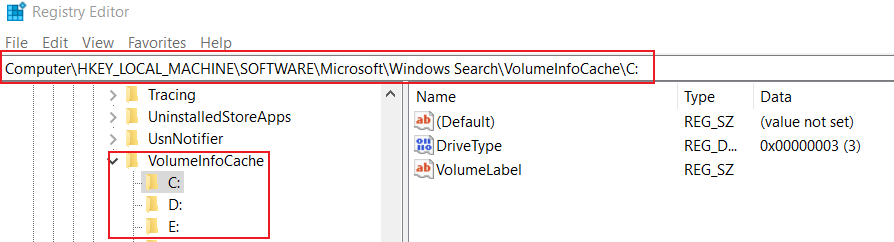 Registry Editor
File Edit View Favorites Help
Computer\HKEY_LOCAL_MACHINE\SOFTWARE\Microsoft\Windows Search\VolumeInfoCache\C:
Tracing
UninstalledStoreApps
UsnNotifier
VolumeInfoCache
C:
D:
E:
Name Type Data
(Default) REG_SZ (value not set)
DriveType REG_D... 0x00000003 (3)
VolumeLabel REG_SZ